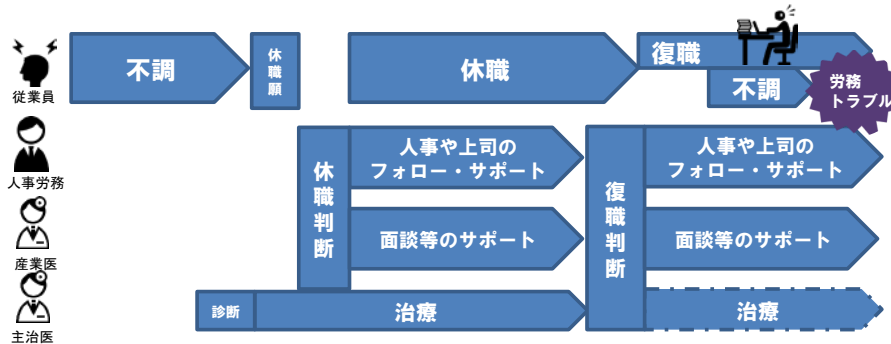 従業員
不調
休職願
休職
復職
不調
労務
トラブル
人事労務
休職判断
人事や上司の
フォロー・サポート
復職判断
人事や上司の
フォロー・サポート
産業医
面談等のサポート
面談等のサポート
主治医
診断
治療
治療